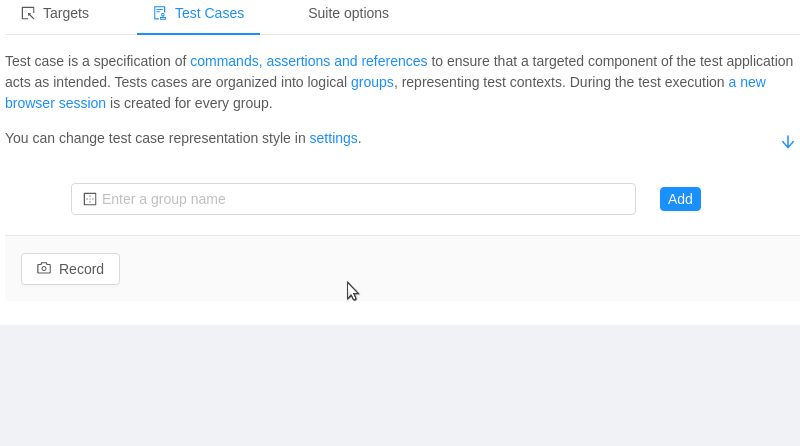 Targets Test Cases Suite options
Test case is a specification of commands, assertions and references to ensure that a targeted component of the test application
acts as intended. Tests cases are organized into logical groups, representing test contexts. During the test execution a new
browser session is created for every group.
You can change test case representation style in settings.
Enter a group name Add
Record